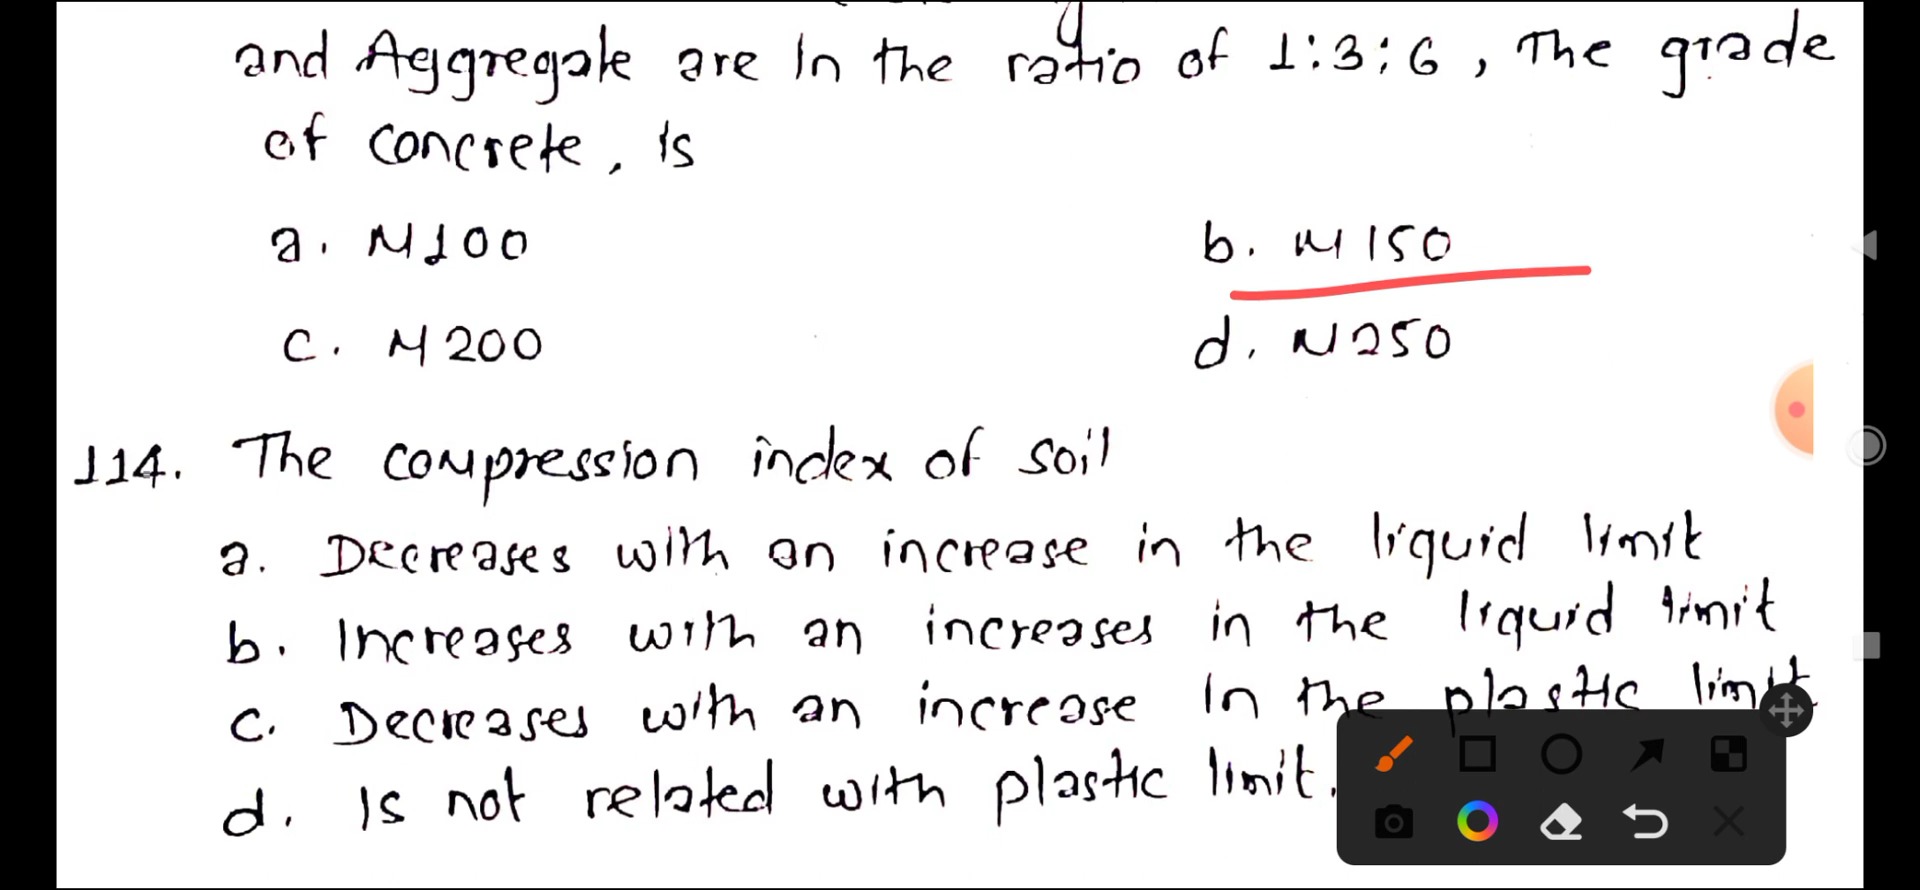 and Aggregate are in the ratio of 1:3:6, The grade
of concrete, is
a. M100
b. M150
c. M200
d. M250
114. The compression index of soil
a. Decreases with an increase in the liquid limit
b. Increases with an increases in the liquid limit
c. Decreases with an increase in the plastic limit
d. Is not related with plastic limit.